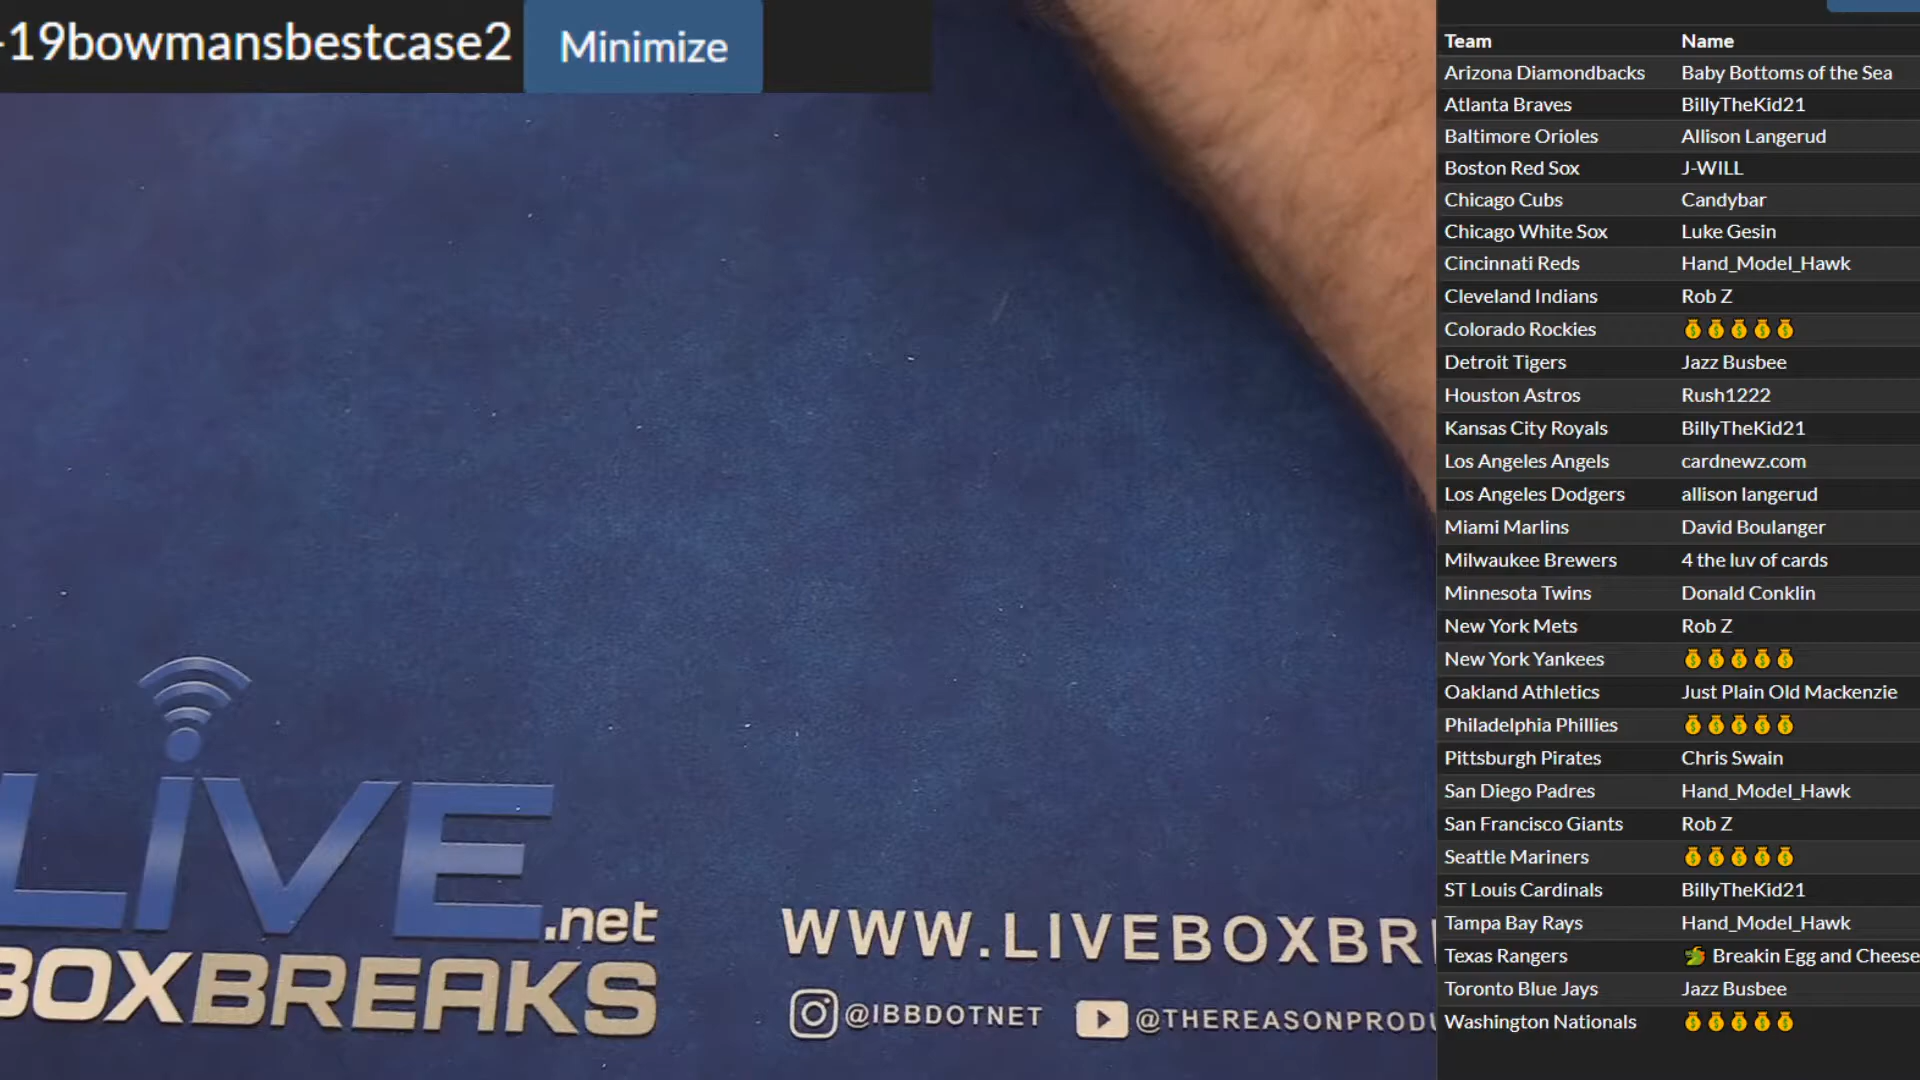 -19bowmansbestcase2 Minimize
Team Name
Arizona Diamondbacks Baby Bottoms of the Sea
Atlanta Braves BillyTheKid21
Baltimore Orioles Allison Langerud
Boston Red Sox J-WILL
Chicago Cubs Candybar
Chicago White Sox Luke Gesin
Cincinnati Reds Hand_Model_Hawk
Cleveland Indians Rob Z
Colorado Rockies 💰💰💰💰💰
Detroit Tigers Jazz Busbee
Houston Astros Rush1222
Kansas City Royals BillyTheKid21
Los Angeles Angels cardnewz.com
Los Angeles Dodgers allison langerud
Miami Marlins David Boulanger
Milwaukee Brewers 4 the luv of cards
Minnesota Twins Donald Conklin
New York Mets Rob Z
New York Yankees 💰💰💰💰💰
Oakland Athletics Just Plain Old Mackenzie
Philadelphia Phillies 💰💰💰💰💰
Pittsburgh Pirates Chris Swain
San Diego Padres Hand_Model_Hawk
San Francisco Giants Rob Z
Seattle Mariners 💰💰💰💰💰
ST Louis Cardinals BillyTheKid21
Tampa Bay Rays Hand_Model_Hawk
Texas Rangers 🐲 Breakin Egg and Cheese
Toronto Blue Jays Jazz Busbee
Washington Nationals 💰💰💰💰💰
LiVE.net
BOXBREAKS
WWW.LIVEBOXBR
@IBBDOTNET @THEREASONPRODU